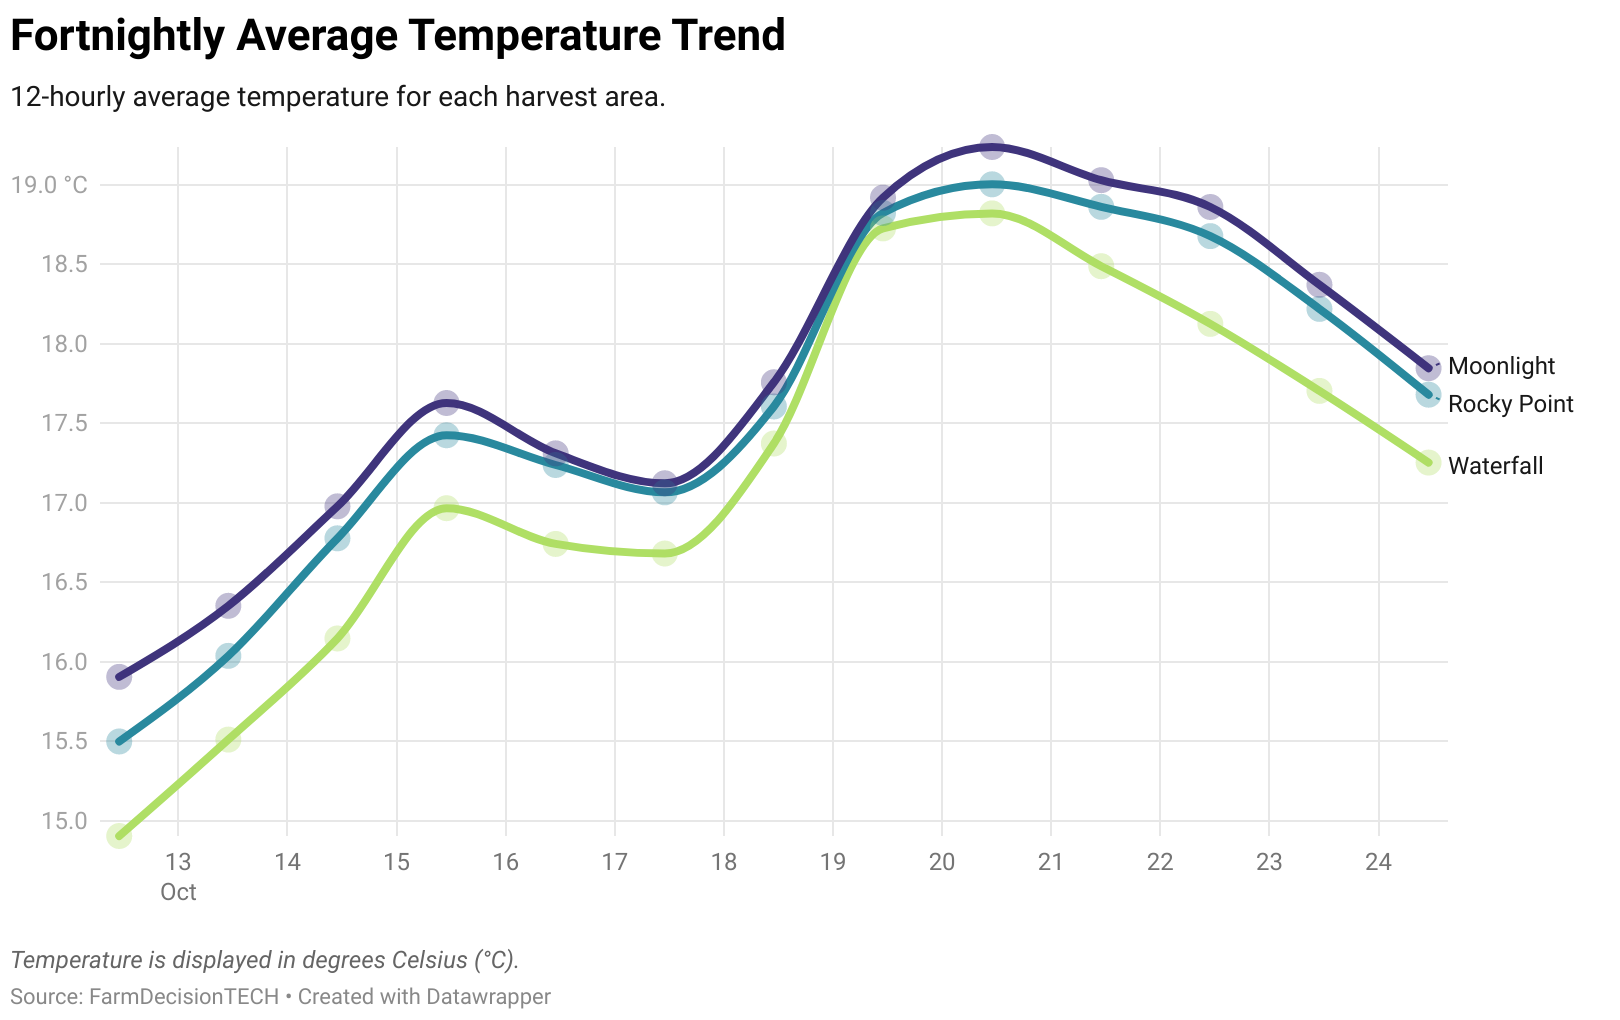 Fortnightly Average Temperature Trend
12-hourly average temperature for each harvest area.
19.0 °C
18.5
18.0
17.5
17.0
16.5
16.0
15.5
15.0
Moonlight
Rocky Point
Waterfall
13 14 15 16 17 18 19 20 21 22 23 24
Oct
Temperature is displayed in degrees Celsius (°C).
Source: FarmDecisionTECH • Created with Datawrapper